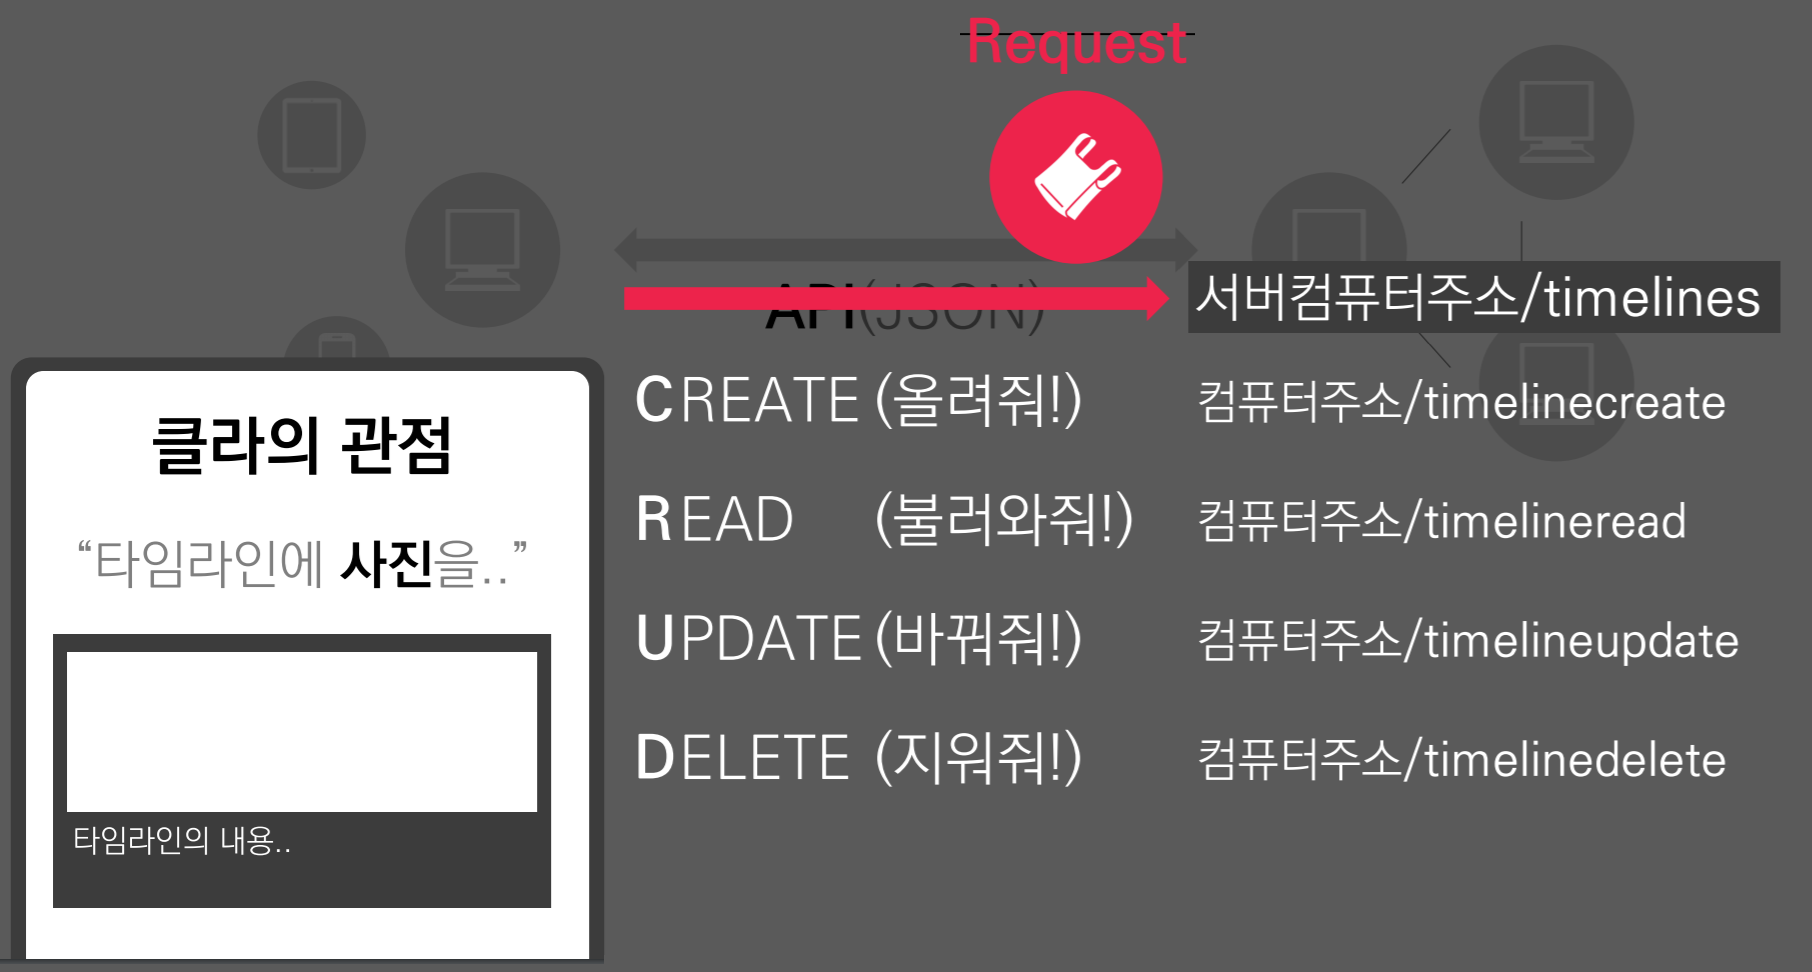 Request
API(JSON)
서버컴퓨터주소/timelines
클라의 관점
“타임라인에 사진을..”
타임라인의 내용..
CREATE (올려줘!) 컴퓨터주소/timelinecreate
READ (불러와줘!) 컴퓨터주소/timelineread
UPDATE (바꿔줘!) 컴퓨터주소/timelineupdate
DELETE (지워줘!) 컴퓨터주소/timelinedelete